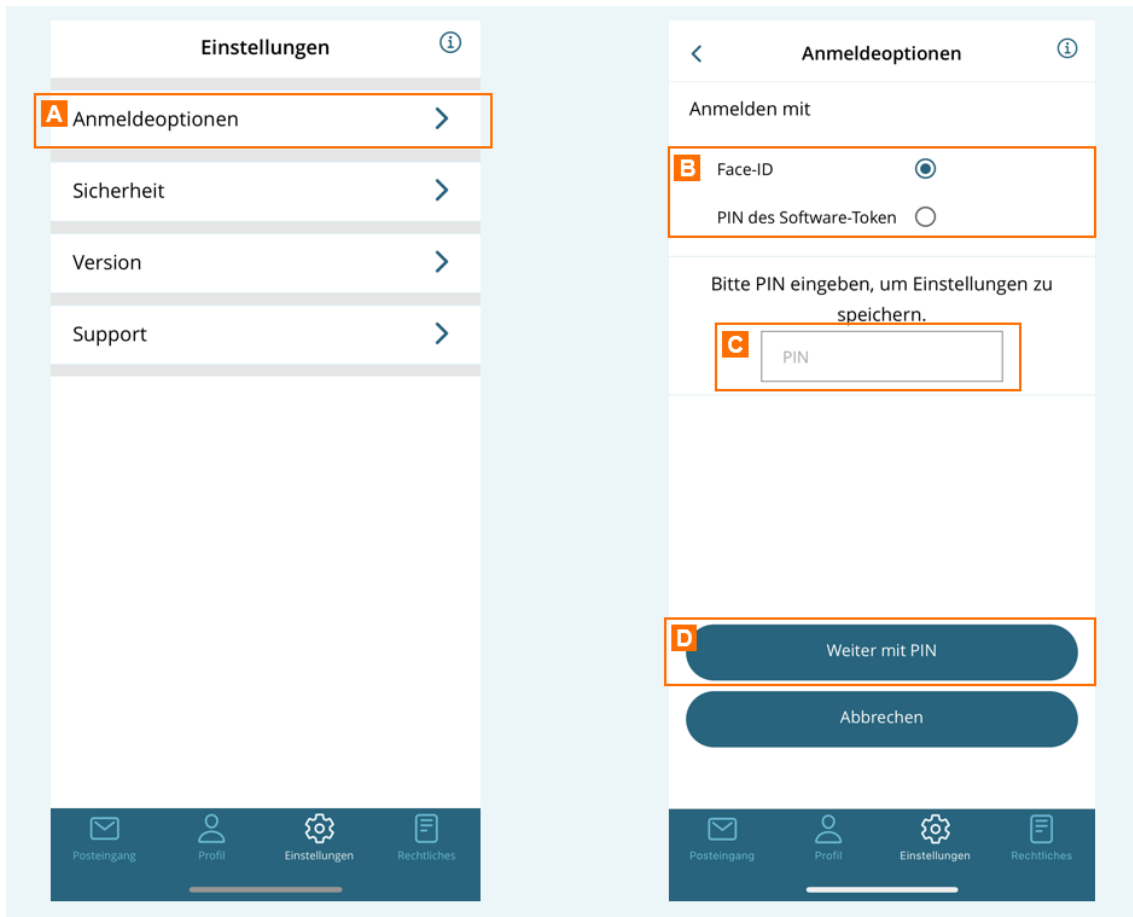 Einstellungen
A Anmeldeoptionen
Sicherheit
Version
Support
Posteingang Profil Einstellungen Rechtliches
Anmeldeoptionen
Anmelden mit
B Face-ID
PIN des Software-Token
Bitte PIN eingeben, um Einstellungen zu
speichern.
C PIN
D Weiter mit PIN
Abbrechen
Posteingang Profil Einstellungen Rechtliches